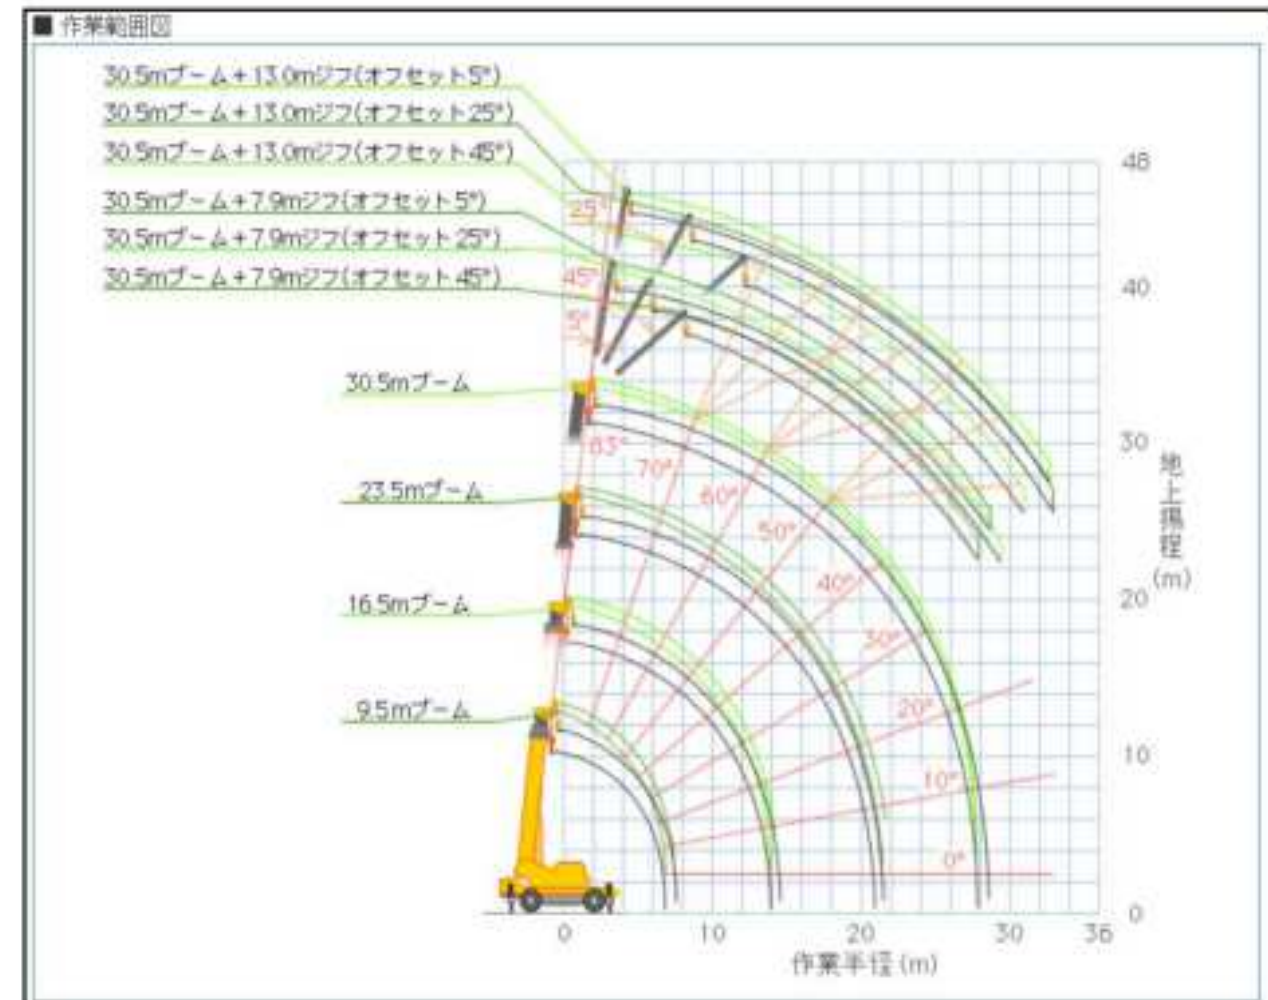 ■ 作業範囲図
30.5mブーム+13.0mジブ(オフセット5°)
30.5mブーム+13.0mジブ(オフセット25°)
30.5mブーム+13.0mジブ(オフセット45°)
30.5mブーム+7.9mジブ(オフセット5°)
30.5mブーム+7.9mジブ(オフセット25°)
30.5mブーム+7.9mジブ(オフセット45°)
30.5mブーム
23.5mブーム
16.5mブーム
9.5mブーム
25°
45°
5°
83°
70°
60°
50°
40°
30°
20°
10°
0°
48
40
30
20
10
0
地上揚程(m)
0 10 20 30 36
作業半径(m)